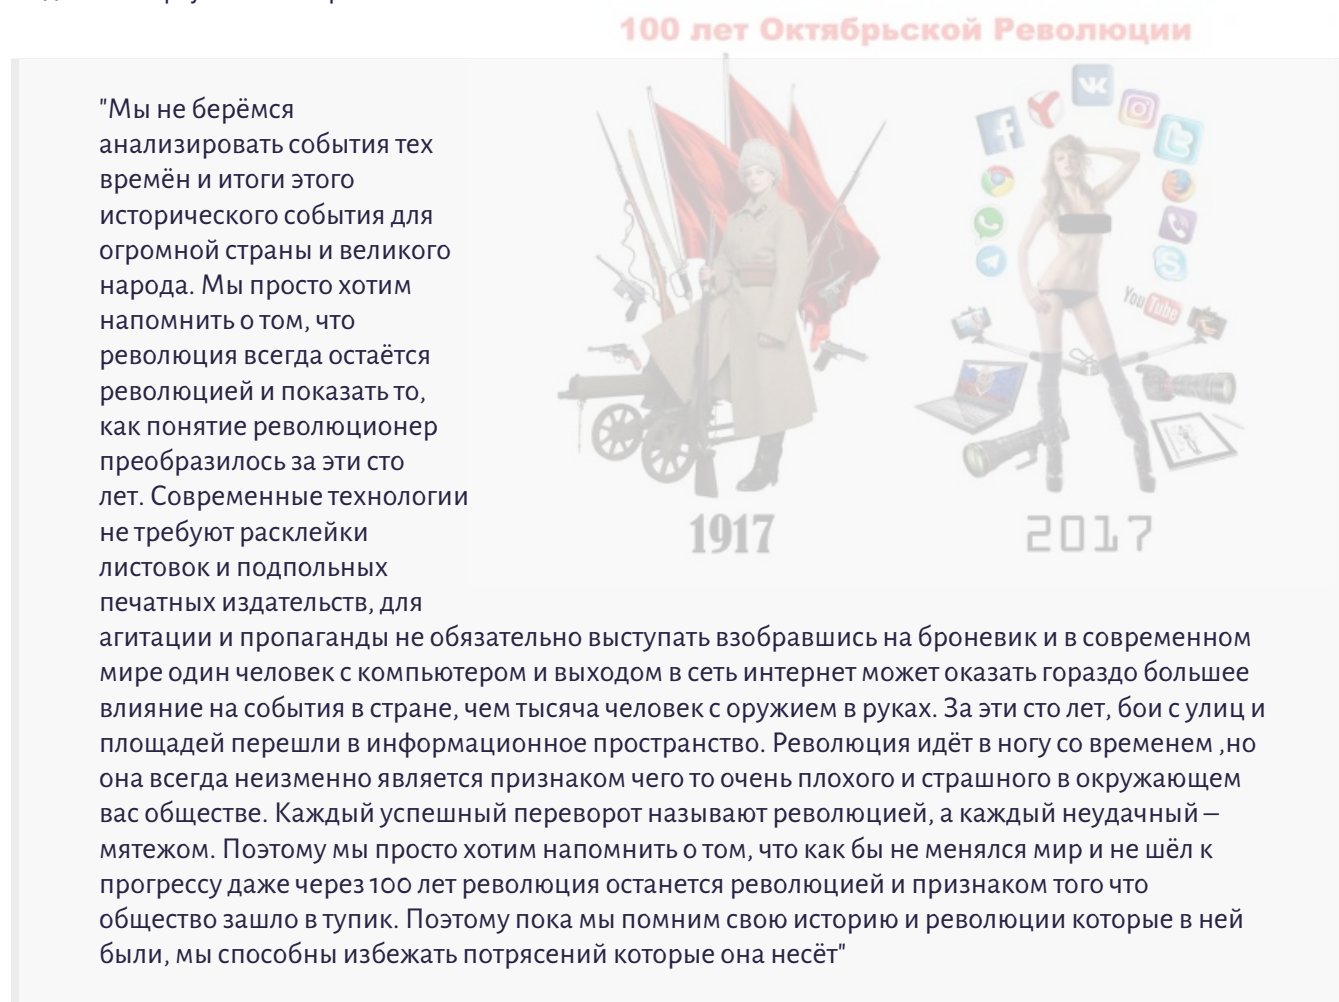 100 лет Октябрьской Революции
"Мы не берёмся
анализировать события тех
времён и итоги этого
исторического события для
огромной страны и великого
народа. Мы просто хотим
напомнить о том, что
революция всегда остаётся
революцией и показать то,
как понятие революционер
преобразилось за эти сто
лет. Современные технологии
не требуют расклейки
листовок и подпольных
печатных издательств, для
агитации и пропаганды не обязательно выступать взобравшись на броневик и в современном
мире один человек с компьютером и выходом в сеть интернет может оказать гораздо большее
влияние на события в стране, чем тысяча человек с оружием в руках. За эти сто лет, бои с улиц и
площадей перешли в информационное пространство. Революция идёт в ногу со временем ,но
она всегда неизменно является признаком чего то очень плохого и страшного в окружающем
вас обществе. Каждый успешный переворот называют революцией, а каждый неудачный –
мятежом. Поэтому мы просто хотим напомнить о том, что как бы не менялся мир и не шёл к
прогрессу даже через 100 лет революция останется революцией и признаком того что
общество зашло в тупик. Поэтому пока мы помним свою историю и революции которые в ней
были, мы способны избежать потрясений которые она несёт"
You Tube
1917
2017